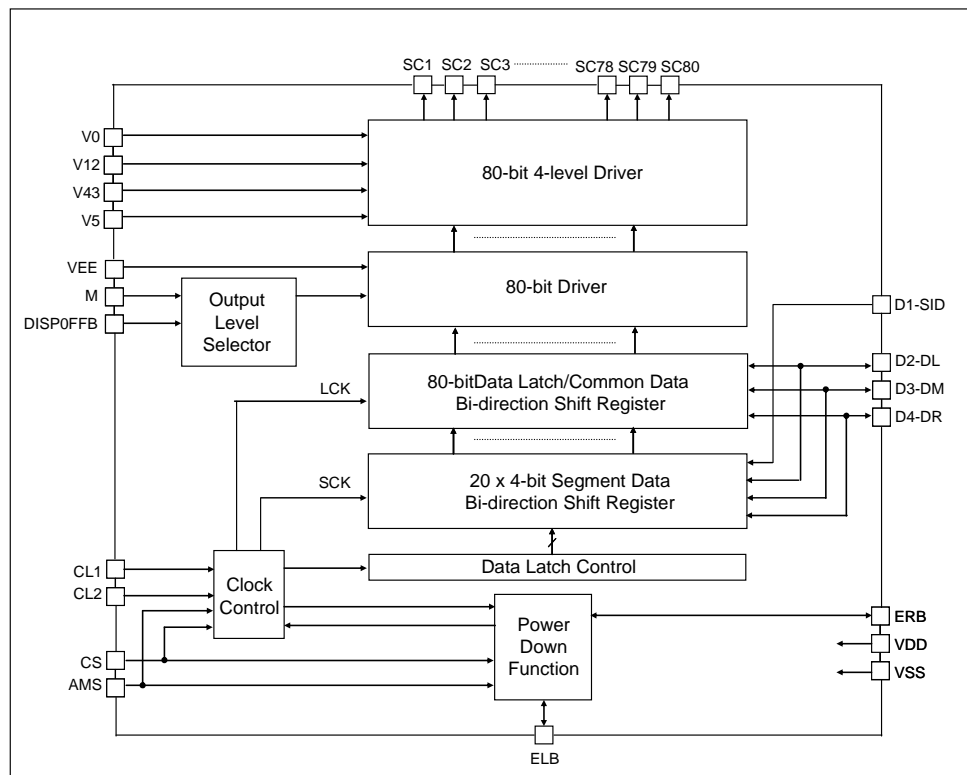 SC1 SC2 SC3 SC78 SC79 SC80
V0
V12
V43
V5
80-bit 4-level Driver
VEE
M
DISP0FFB
Output
Level
Selector
80-bit Driver
D1-SID
D2-DL
D3-DM
D4-DR
LCK
80-bitData Latch/Common Data
Bi-direction Shift Register
SCK
20 x 4-bit Segment Data
Bi-direction Shift Register
CL1
CL2
Clock
Control
Data Latch Control
CS
AMS
Power
Down
Function
ERB
VDD
VSS
ELB